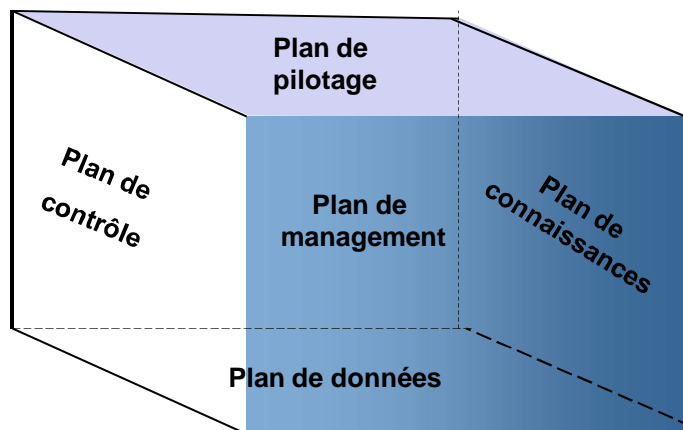 Plan de
pilotage
Plan de
contrôle
Plan de
management
Plan de
connaissances
Plan de données